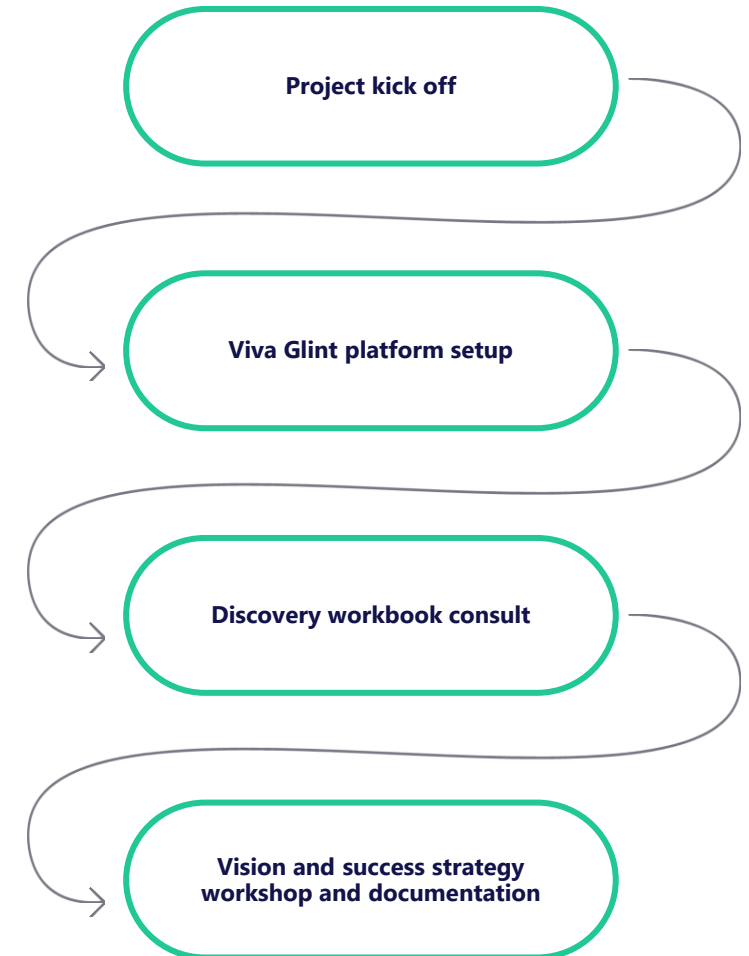 Project kick off
Viva Glint platform setup
Discovery workbook consult
Vision and success strategy
workshop and documentation